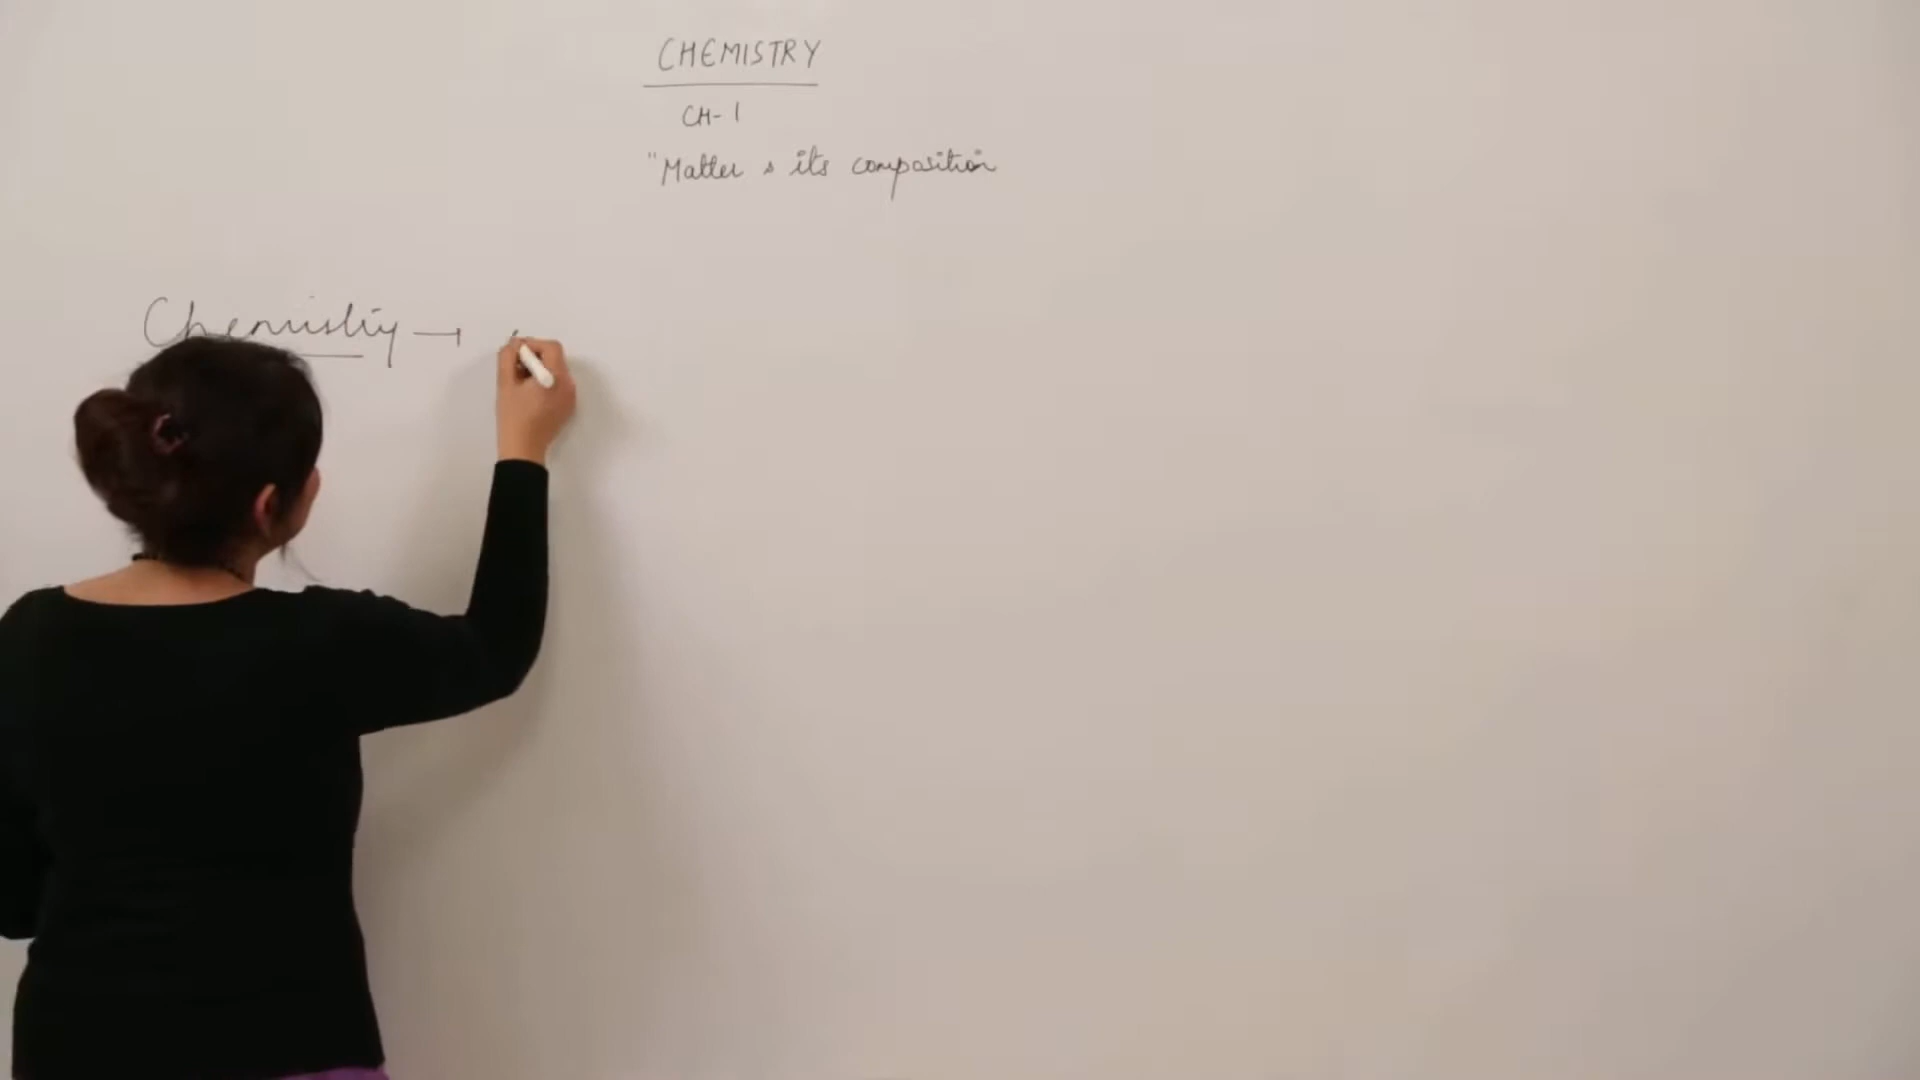 CHEMISTRY
CH-1
"Matter & its composition
Chemistry →